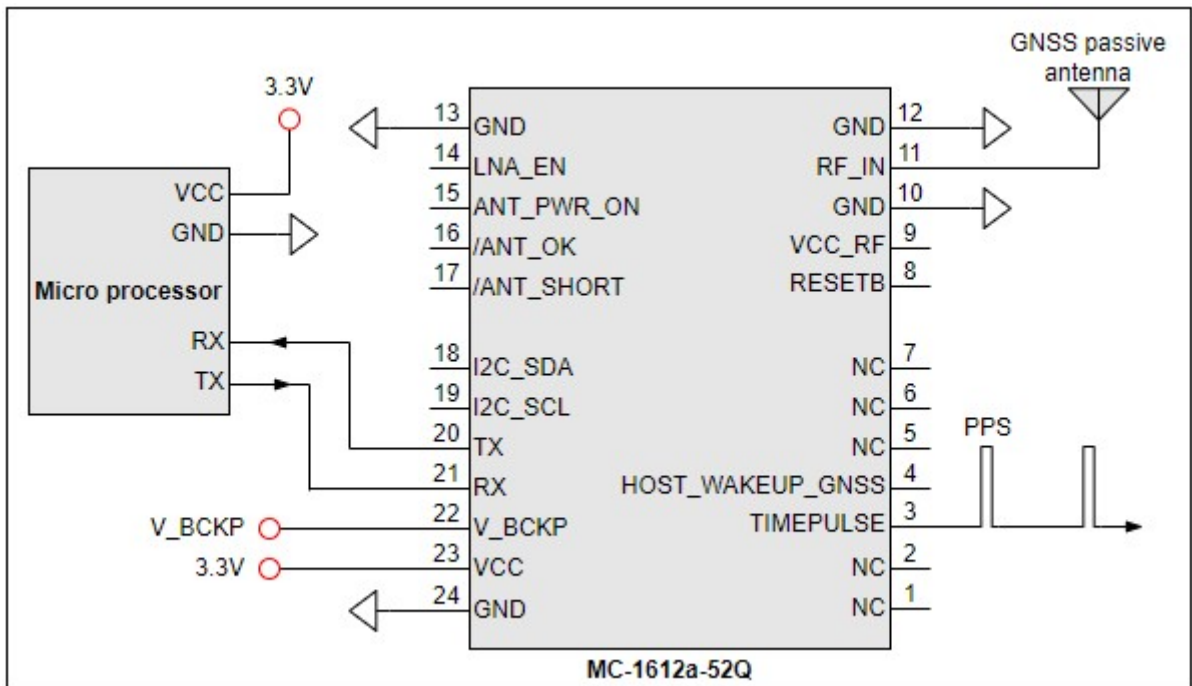 GNSS passive
antenna
3.3V
VCC
GND
Micro processor
RX
TX
V_BCKP
3.3V
13 GND
14 LNA_EN
15 ANT_PWR_ON
16 /ANT_OK
17 /ANT_SHORT
18 I2C_SDA
19 I2C_SCL
20 TX
21 RX
22 V_BCKP
23 VCC
24 GND
GND 12
RF_IN 11
GND 10
VCC_RF 9
RESETB 8
NC 7
NC 6
NC 5
HOST_WAKEUP_GNSS 4
TIMEPULSE 3
NC 2
NC 1
PPS
MC-1612a-52Q